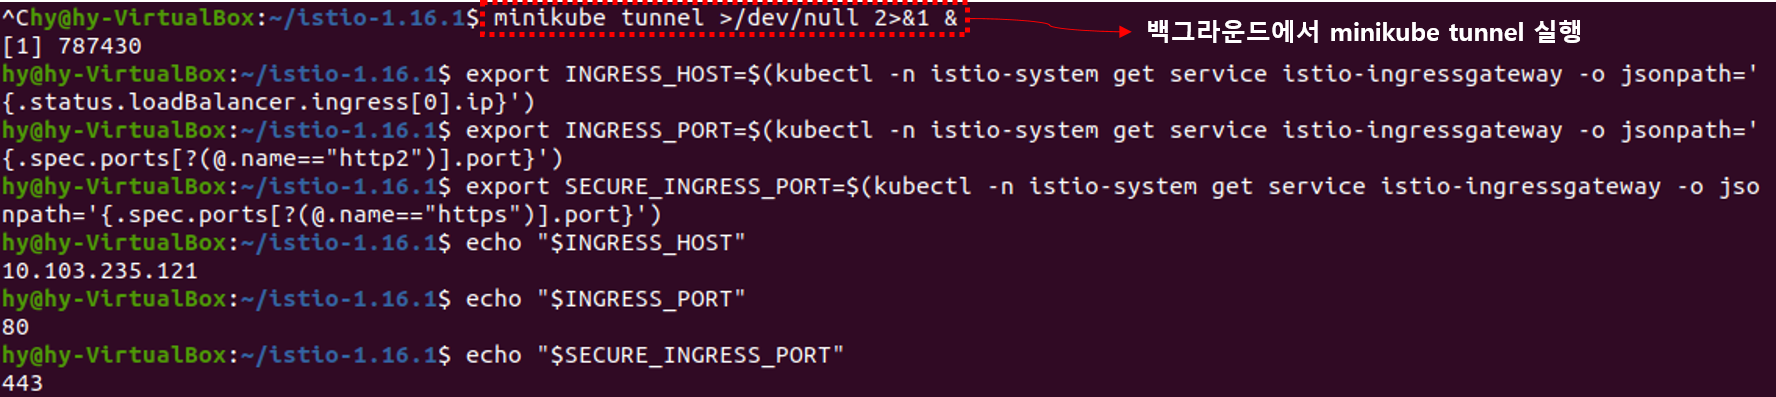 ^Chy@hy-VirtualBox:~/istio-1.16.1$ minikube tunnel >/dev/null 2>&1 &
백그라운드에서 minikube tunnel 실행
[1] 787430
hy@hy-VirtualBox:~/istio-1.16.1$ export INGRESS_HOST=$(kubectl -n istio-system get service istio-ingressgateway -o jsonpath='
{.status.loadBalancer.ingress[0].ip}')
hy@hy-VirtualBox:~/istio-1.16.1$ export INGRESS_PORT=$(kubectl -n istio-system get service istio-ingressgateway -o jsonpath='
{.spec.ports[?(@.name=="http2")].port}')
hy@hy-VirtualBox:~/istio-1.16.1$ export SECURE_INGRESS_PORT=$(kubectl -n istio-system get service istio-ingressgateway -o jso
npath='{.spec.ports[?(@.name=="https")].port}')
hy@hy-VirtualBox:~/istio-1.16.1$ echo "$INGRESS_HOST"
10.103.235.121
hy@hy-VirtualBox:~/istio-1.16.1$ echo "$INGRESS_PORT"
80
hy@hy-VirtualBox:~/istio-1.16.1$ echo "$SECURE_INGRESS_PORT"
443